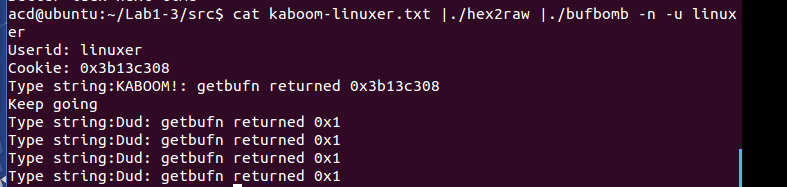 acd@ubuntu:~/Lab1-3/src$ cat kaboom-linuxer.txt |./hex2raw |./bufbomb -n -u linux
er
Userid: linuxer
Cookie: 0x3b13c308
Type string:KABOOM!: getbufn returned 0x3b13c308
Keep going
Type string:Dud: getbufn returned 0x1
Type string:Dud: getbufn returned 0x1
Type string:Dud: getbufn returned 0x1
Type string:Dud: getbufn returned 0x1